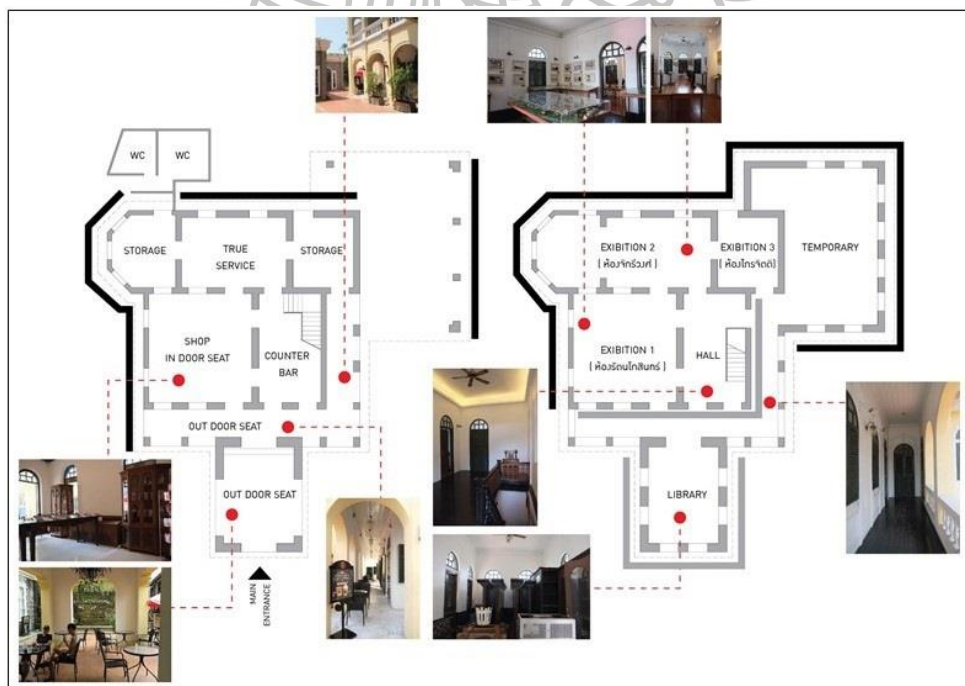 WC
WC
STORAGE
TRUE
SERVICE
STORAGE
SHOP
IN DOOR SEAT
COUNTER
BAR
OUT DOOR SEAT
OUT DOOR SEAT
MAIN
ENTRANCE
EXIBITION 2
( ห้องจักรีวงศ์ )
EXIBITION 3
( ห้องไกรจิตติ )
TEMPORARY
EXIBITION 1
( ห้องรัตนโกสินทร์ )
HALL
LIBRARY